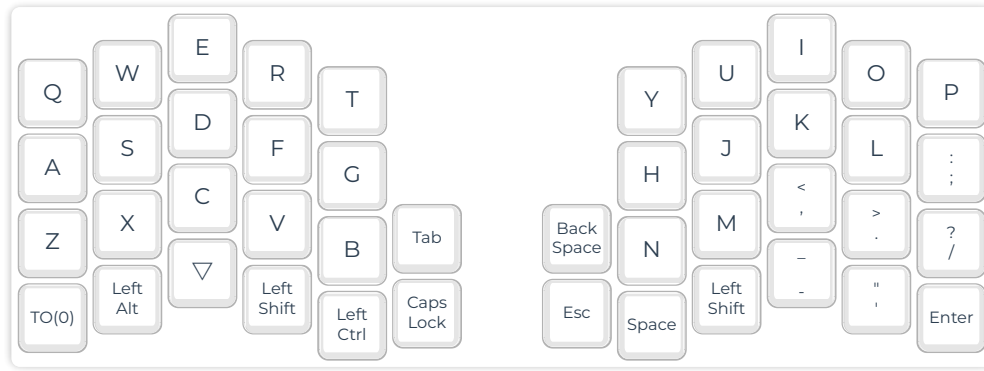 Q
W
E
R
T
Y
U
I
O
P
A
S
D
F
G
H
J
K
L
:
;
Z
X
C
V
B
Tab
Back
Space
N
M
<
,
>
.
?
/
TO(0)
Left
Alt
▽
Left
Shift
Left
Ctrl
Caps
Lock
Esc
Space
Left
Shift
_
-
"
'
Enter